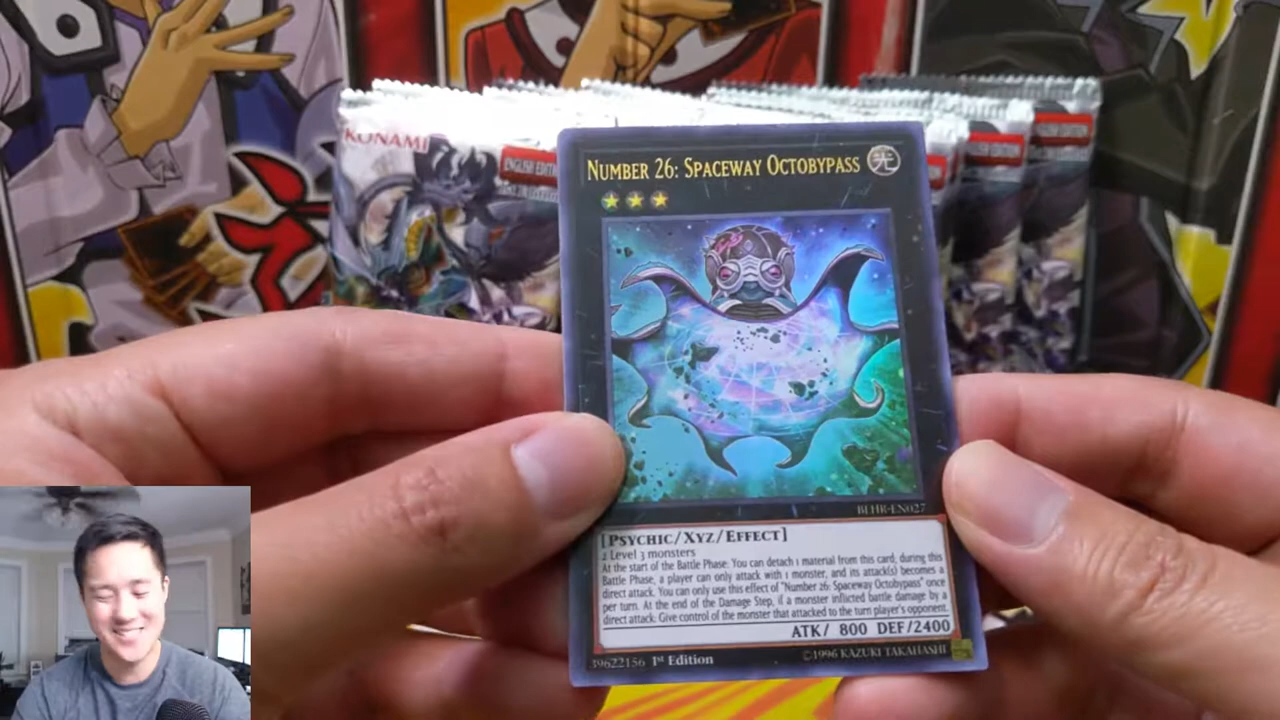 KONAMI
ENGLISH EDITION
ENGLISH EDITION
NUMBER 26: SPACEWAY OCTOBYPASS 光
BLHR-EN027
[PSYCHIC/XYZ/EFFECT]
2 Level 3 monsters
At the start of the Battle Phase: You can detach 1 material from this card, during this
Battle Phase, a player can only attack with 1 monster, and its attack(s) becomes a
direct attack. You can only use this effect of "Number 26: Spaceway Octobypass" once
per turn. At the end of the Damage Step, if a monster inflicted battle damage by a
direct attack: Give control of the monster that attacked to the turn player's opponent.
ATK/ 800 DEF/2400
39622156 1st Edition
©1996 KAZUKI TAKAHASHI